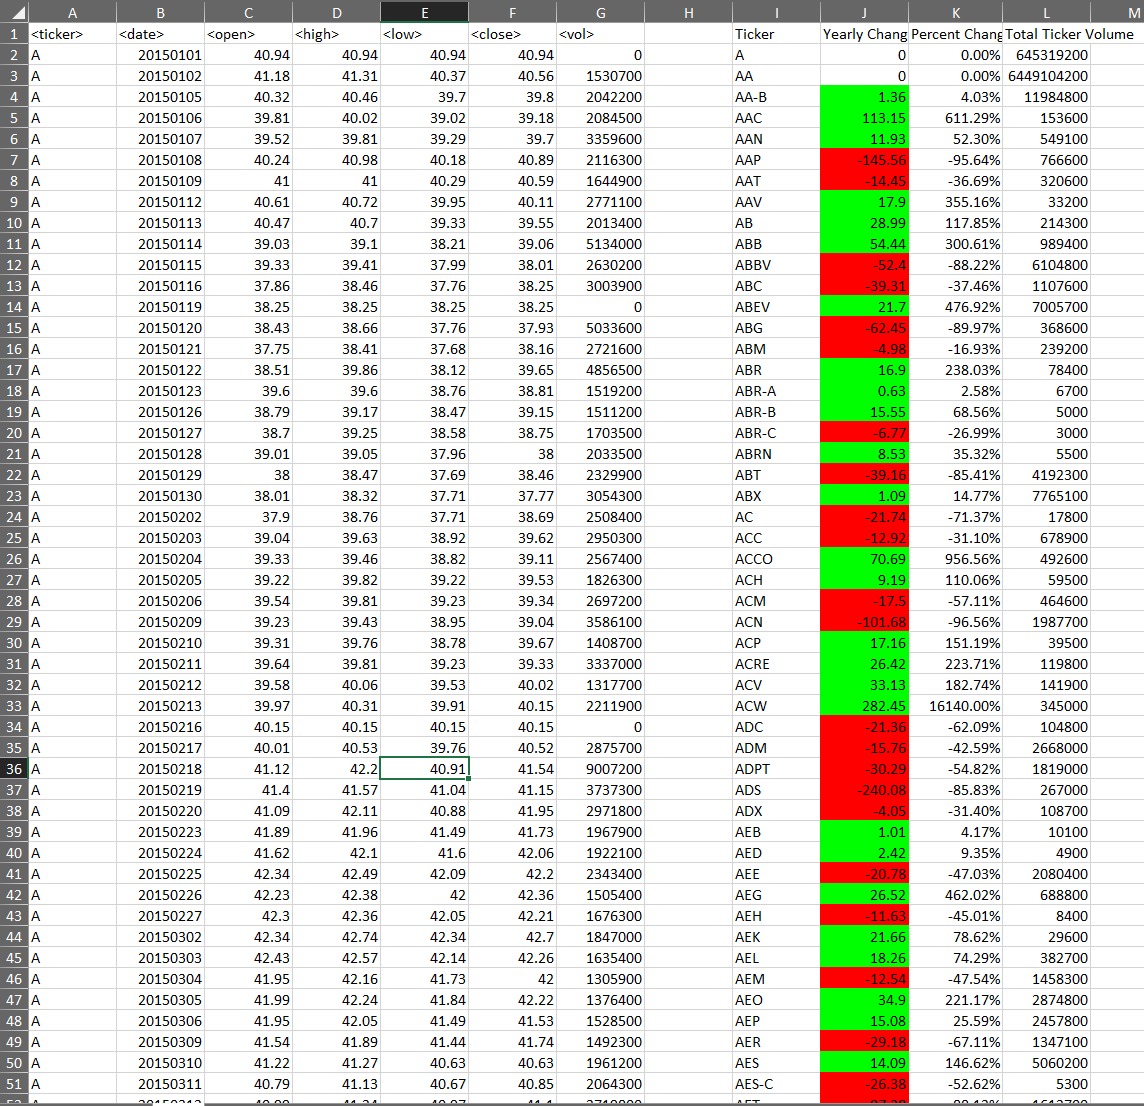 A B C D E F G H I J K L M
1 <ticker> <date> <open> <high> <low> <close> <vol> Ticker Yearly Chang Percent Chang Total Ticker Volume
2 A 20150101 40.94 40.94 40.94 40.94 0 A 0 0.00% 645319200
3 A 20150102 41.18 41.31 40.37 40.56 1530700 AA 0 0.00% 6449104200
4 A 20150105 40.32 40.46 39.7 39.8 2042200 AA-B 1.36 4.03% 11984800
5 A 20150106 39.81 40.02 39.02 39.18 2084500 AAC 113.15 611.29% 153600
6 A 20150107 39.52 39.81 39.29 39.7 3359600 AAN 11.93 52.30% 549100
7 A 20150108 40.24 40.98 40.18 40.89 2116300 AAP -145.56 -95.64% 766600
8 A 20150109 41 41 40.29 40.59 1644900 AAT -14.45 -36.69% 320600
9 A 20150112 40.61 40.72 39.95 40.11 2771100 AAV 17.9 355.16% 33200
10 A 20150113 40.47 40.7 39.33 39.55 2013400 AB 28.99 117.85% 214300
11 A 20150114 39.03 39.1 38.21 39.06 5134000 ABB 54.44 300.61% 989400
12 A 20150115 39.33 39.41 37.99 38.01 2630200 ABBV -52.4 -88.22% 6104800
13 A 20150116 37.86 38.46 37.76 38.25 3003900 ABC -39.31 -37.46% 1107600
14 A 20150119 38.25 38.25 38.25 38.25 0 ABEV 21.7 476.92% 7005700
15 A 20150120 38.43 38.66 37.76 37.93 5033600 ABG -62.45 -89.97% 368600
16 A 20150121 37.75 38.41 37.68 38.16 2721600 ABM -4.98 -16.93% 239200
17 A 20150122 38.51 39.86 38.12 39.65 4856500 ABR 16.9 238.03% 78400
18 A 20150123 39.6 39.6 38.76 38.81 1519200 ABR-A 0.63 2.58% 6700
19 A 20150126 38.79 39.17 38.47 39.15 1511200 ABR-B 15.55 68.56% 5000
20 A 20150127 38.7 39.25 38.58 38.75 1703500 ABR-C -6.77 -26.99% 3000
21 A 20150128 39.01 39.05 37.96 38 2033500 ABRN 8.53 35.32% 5500
22 A 20150129 38 38.47 37.69 38.46 2329900 ABT -39.16 -85.41% 4192300
23 A 20150130 38.01 38.32 37.71 37.77 3054300 ABX 1.09 14.77% 7765100
24 A 20150202 37.9 38.76 37.71 38.69 2508400 AC -21.74 -71.37% 17800
25 A 20150203 39.04 39.63 38.92 39.62 2950300 ACC -12.92 -31.10% 678900
26 A 20150204 39.33 39.46 38.82 39.11 2567400 ACCO 70.69 956.56% 492600
27 A 20150205 39.22 39.82 39.22 39.53 1826300 ACH 9.19 110.06% 59500
28 A 20150206 39.54 39.81 39.23 39.34 2697200 ACM -17.5 -57.11% 464600
29 A 20150209 39.23 39.43 38.95 39.04 3586100 ACN -101.68 -96.56% 1987700
30 A 20150210 39.31 39.76 38.78 39.67 1408700 ACP 17.16 151.19% 39500
31 A 20150211 39.64 39.81 39.23 39.33 3337000 ACRE 26.42 223.71% 119800
32 A 20150212 39.58 40.06 39.53 40.02 1317700 ACV 33.13 182.74% 141900
33 A 20150213 39.97 40.31 39.91 40.15 2211900 ACW 282.45 16140.00% 345000
34 A 20150216 40.15 40.15 40.15 40.15 0 ADC -21.36 -62.09% 104800
35 A 20150217 40.01 40.53 39.76 40.52 2875700 ADM -15.76 -42.59% 2668000
36 A 20150218 41.12 42.2 40.91 41.54 9007200 ADPT -30.29 -54.82% 1819000
37 A 20150219 41.4 41.57 41.04 41.15 3737300 ADS -240.08 -85.83% 267000
38 A 20150220 41.09 42.11 40.88 41.95 2971800 ADX -4.05 -31.40% 108700
39 A 20150223 41.89 41.96 41.49 41.73 1967900 AEB 1.01 4.17% 10100
40 A 20150224 41.62 42.1 41.6 42.06 1922100 AED 2.42 9.35% 4900
41 A 20150225 42.34 42.49 42.09 42.2 2343400 AEE -20.78 -47.03% 2080400
42 A 20150226 42.23 42.38 42 42.36 1505400 AEG 26.52 462.02% 688800
43 A 20150227 42.3 42.36 42.05 42.21 1676300 AEH -11.63 -45.01% 8400
44 A 20150302 42.34 42.74 42.34 42.7 1847000 AEK 21.66 78.62% 29600
45 A 20150303 42.43 42.57 42.14 42.26 1635400 AEL 18.26 74.29% 382700
46 A 20150304 41.95 42.16 41.73 42 1305900 AEM -12.54 -47.54% 1458300
47 A 20150305 41.99 42.24 41.84 42.22 1376400 AEO 34.9 221.17% 2874800
48 A 20150306 41.95 42.05 41.49 41.53 1528500 AEP 15.08 25.59% 2457800
49 A 20150309 41.54 41.89 41.44 41.74 1492300 AER -29.18 -67.11% 1347100
50 A 20150310 41.22 41.27 40.63 40.63 1961200 AES 14.09 146.62% 5060200
51 A 20150311 40.79 41.13 40.67 40.85 2064300 AES-C -26.38 -52.62% 5300